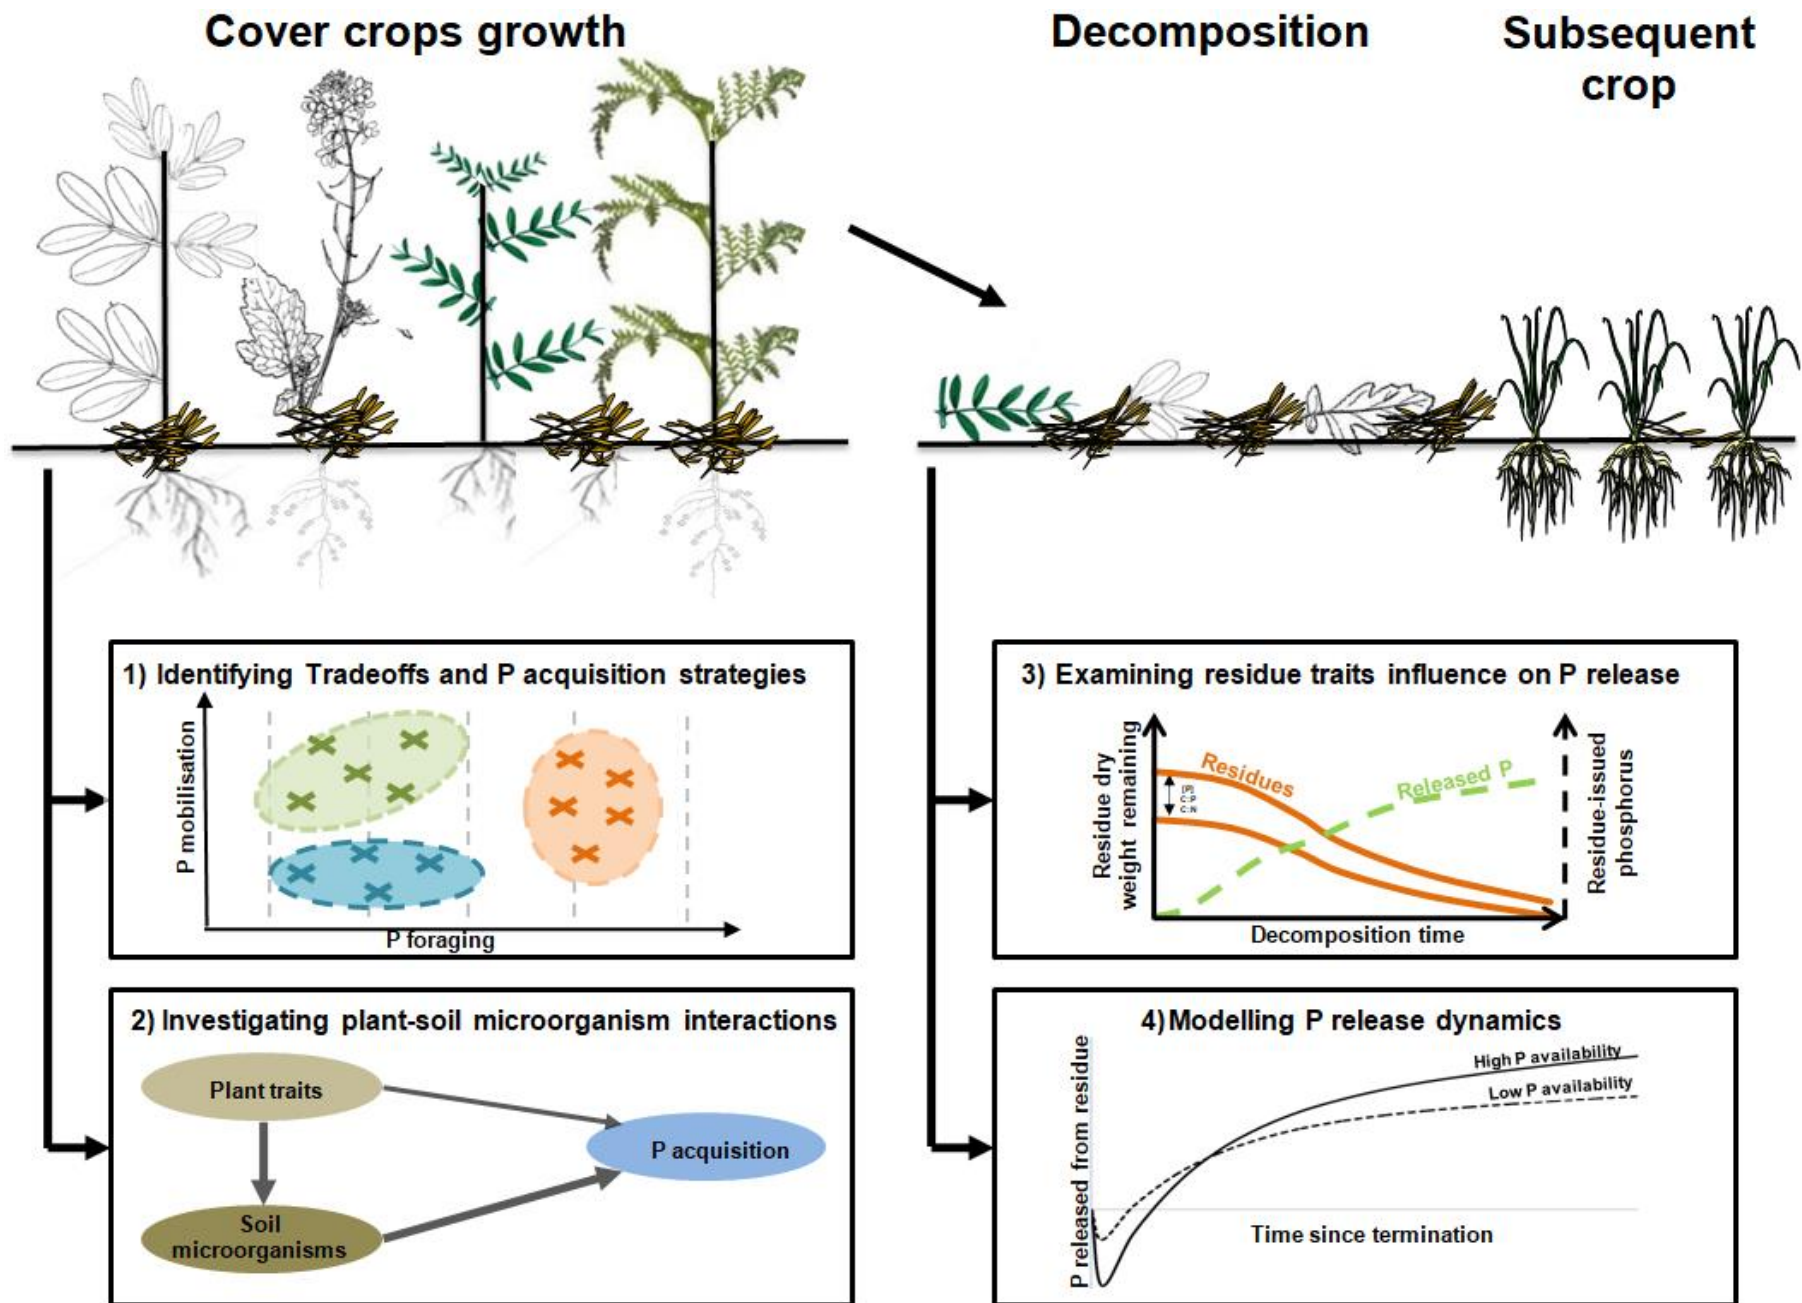 Cover crops growth
Decomposition
Subsequent
crop
1) Identifying Tradeoffs and P acquisition strategies
P mobilisation
P foraging
2) Investigating plant-soil microorganism interactions
Plant traits
P acquisition
Soil
microorganisms
3) Examining residue traits influence on P release
Residue dry
weight remaining
Residues
[P]
C:P
C:N
Released P
Residue-issued
phosphorus
Decomposition time
4)Modelling P release dynamics
P released from residue
High P availability
Low P availability
Time since termination